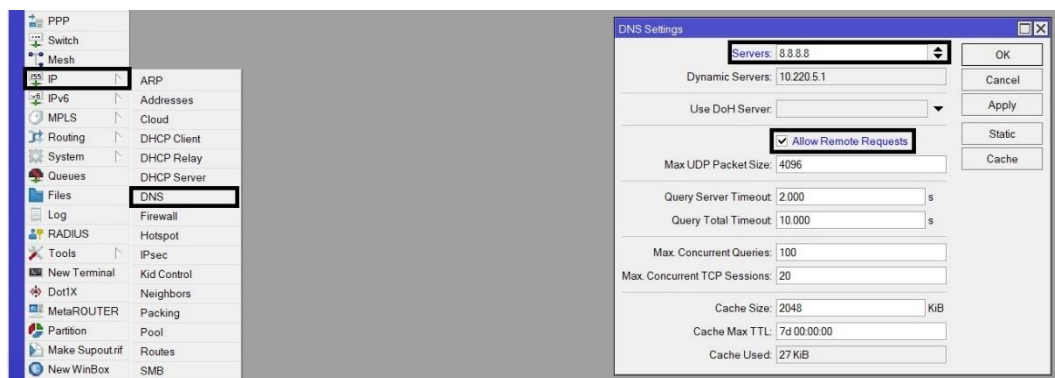 PPP
Switch
Mesh
IP
IPv6
MPLS
Routing
System
Queues
Files
Log
RADIUS
Tools
New Terminal
Dot1X
MetaROUTER
Partition
Make Supout.rif
New WinBox
ARP
Addresses
Cloud
DHCP Client
DHCP Relay
DHCP Server
DNS
Firewall
Hotspot
IPsec
Kid Control
Neighbors
Packing
Pool
Routes
SMB
DNS Settings
Servers: 8.8.8.8
Dynamic Servers: 10.220.5.1
Use DoH Server:
Allow Remote Requests
Max UDP Packet Size: 4096
Query Server Timeout: 2.000 s
Query Total Timeout: 10.000 s
Max. Concurrent Queries: 100
Max. Concurrent TCP Sessions: 20
Cache Size: 2048 KiB
Cache Max TTL: 7d 00:00:00
Cache Used: 27 KiB
OK
Cancel
Apply
Static
Cache